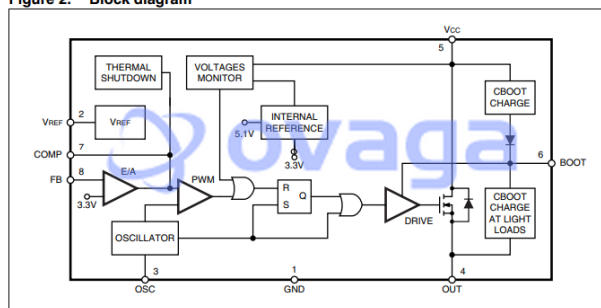 Figure 2. Block diagram
VCC
5
THERMAL
SHUTDOWN
VOLTAGES
MONITOR
CBOOT
CHARGE
2
VREF
VREF
INTERNAL
REFERENCE
5.1V
3.3V
ovaga
COMP
7
6
BOOT
E/A
PWM
FB
8
3.3V
R
S
Q
DRIVE
CBOOT
CHARGE
AT LIGHT
LOADS
OSCILLATOR
3
OSC
1
GND
4
OUT